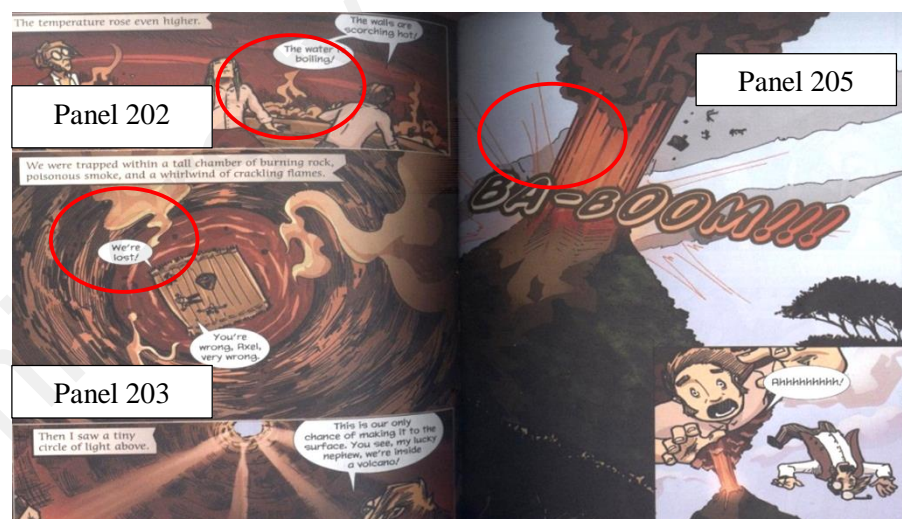 The temperature rose even higher.
The walls are
scorching hot!
The water is
boiling!
Panel 202
We were trapped within a tall chamber of burning rock,
poisonous smoke, and a whirlwind of crackling flames.
We're
lost!
You're
wrong, Axel,
very wrong.
Panel 203
Then I saw a tiny
circle of light above.
This is our only
chance of making it to the
surface. You see, my lucky
nephew, we're inside
a volcano!
Panel 205
BA-BOOM!!!
Ahhhhhhhhh!